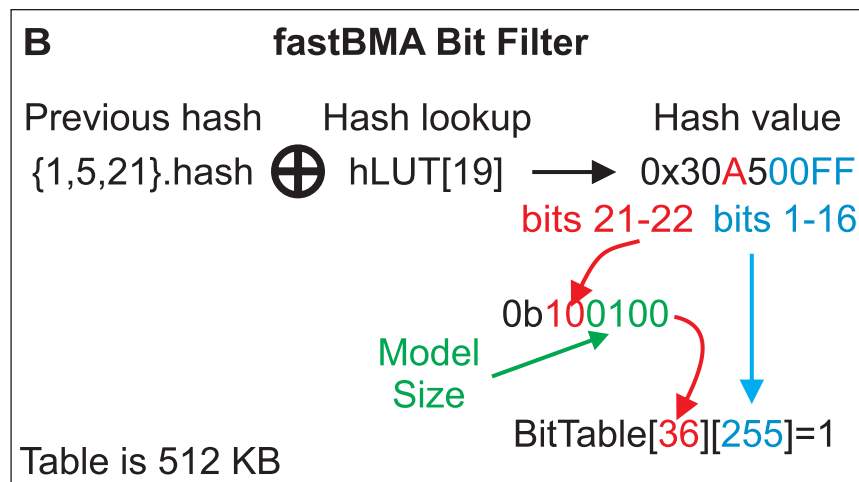 B fastBMA Bit Filter
Previous hash Hash lookup Hash value
{1,5,21}.hash ⊕ hLUT[19] → 0x30A500FF
bits 21-22 bits 1-16
0b100100
Model
Size
BitTable[36][255]=1
Table is 512 KB